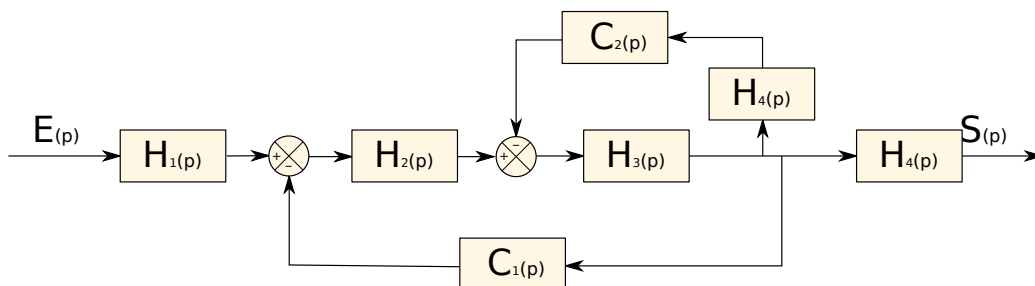 C2(p)
H4(p)
E(p)
H1(p)
+
−
H2(p)
+
−
H3(p)
H4(p)
S(p)
C1(p)